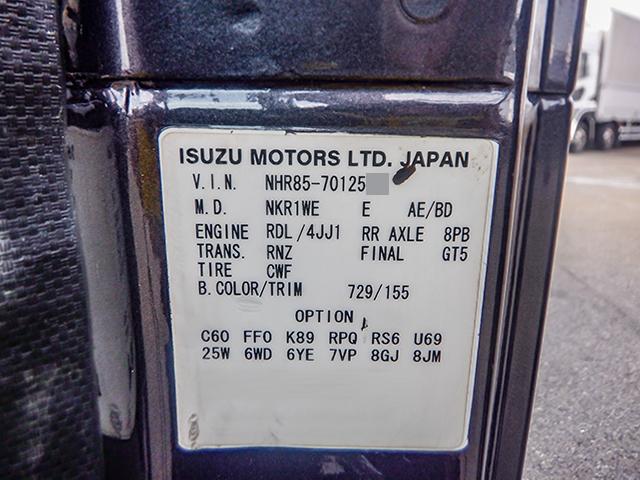 ISUZU MOTORS LTD. JAPAN
V.I.N. NHR85-70125
M.D. NKR1WE E AE/BD
ENGINE RDL/4JJ1 RR AXLE 8PB
TRANS. RNZ FINAL GT5
TIRE CWF
B.COLOR/TRIM 729/155
OPTION
C60 FF0 K89 RPQ RS6 U69
25W 6WD 6YE 7VP 8GJ 8JM